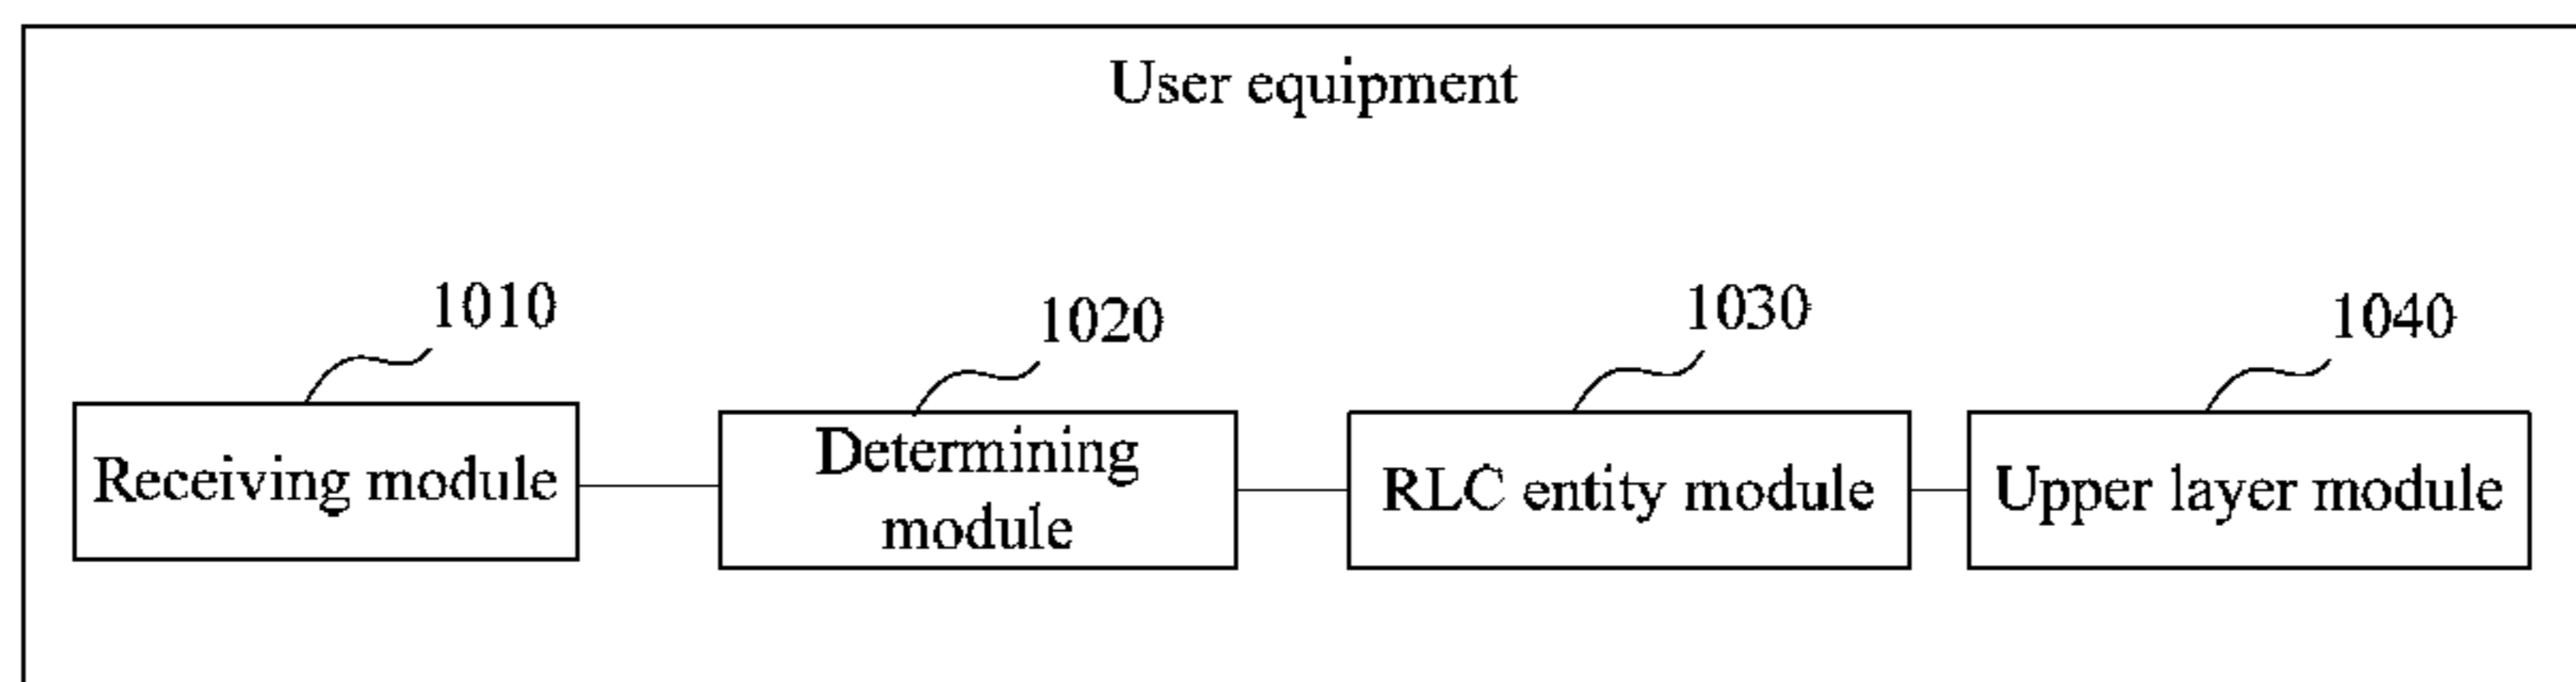 User equipment
1010
1020
1030
1040
Receiving module
Determining
module
RLC entity module
Upper layer module